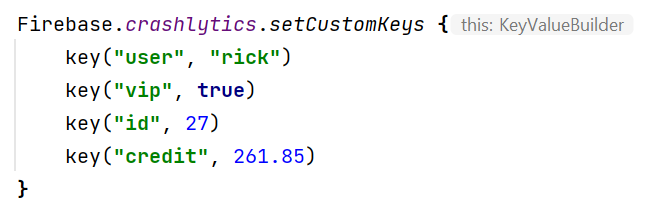 Firebase.crashlytics.setCustomKeys { this: KeyValueBuilder
    key("user", "rick")
    key("vip", true)
    key("id", 27)
    key("credit", 261.85)
}